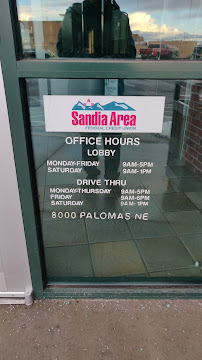 Sandia Area
FEDERAL CREDIT UNION
OFFICE HOURS
LOBBY
MONDAY-FRIDAY 9AM-5PM
SATURDAY 9AM-1PM
DRIVE THRU
MONDAY-THURSDAY 9AM-5PM
FRIDAY 9AM-6PM
SATURDAY 9AM-1PM
8000 PALOMAS NE